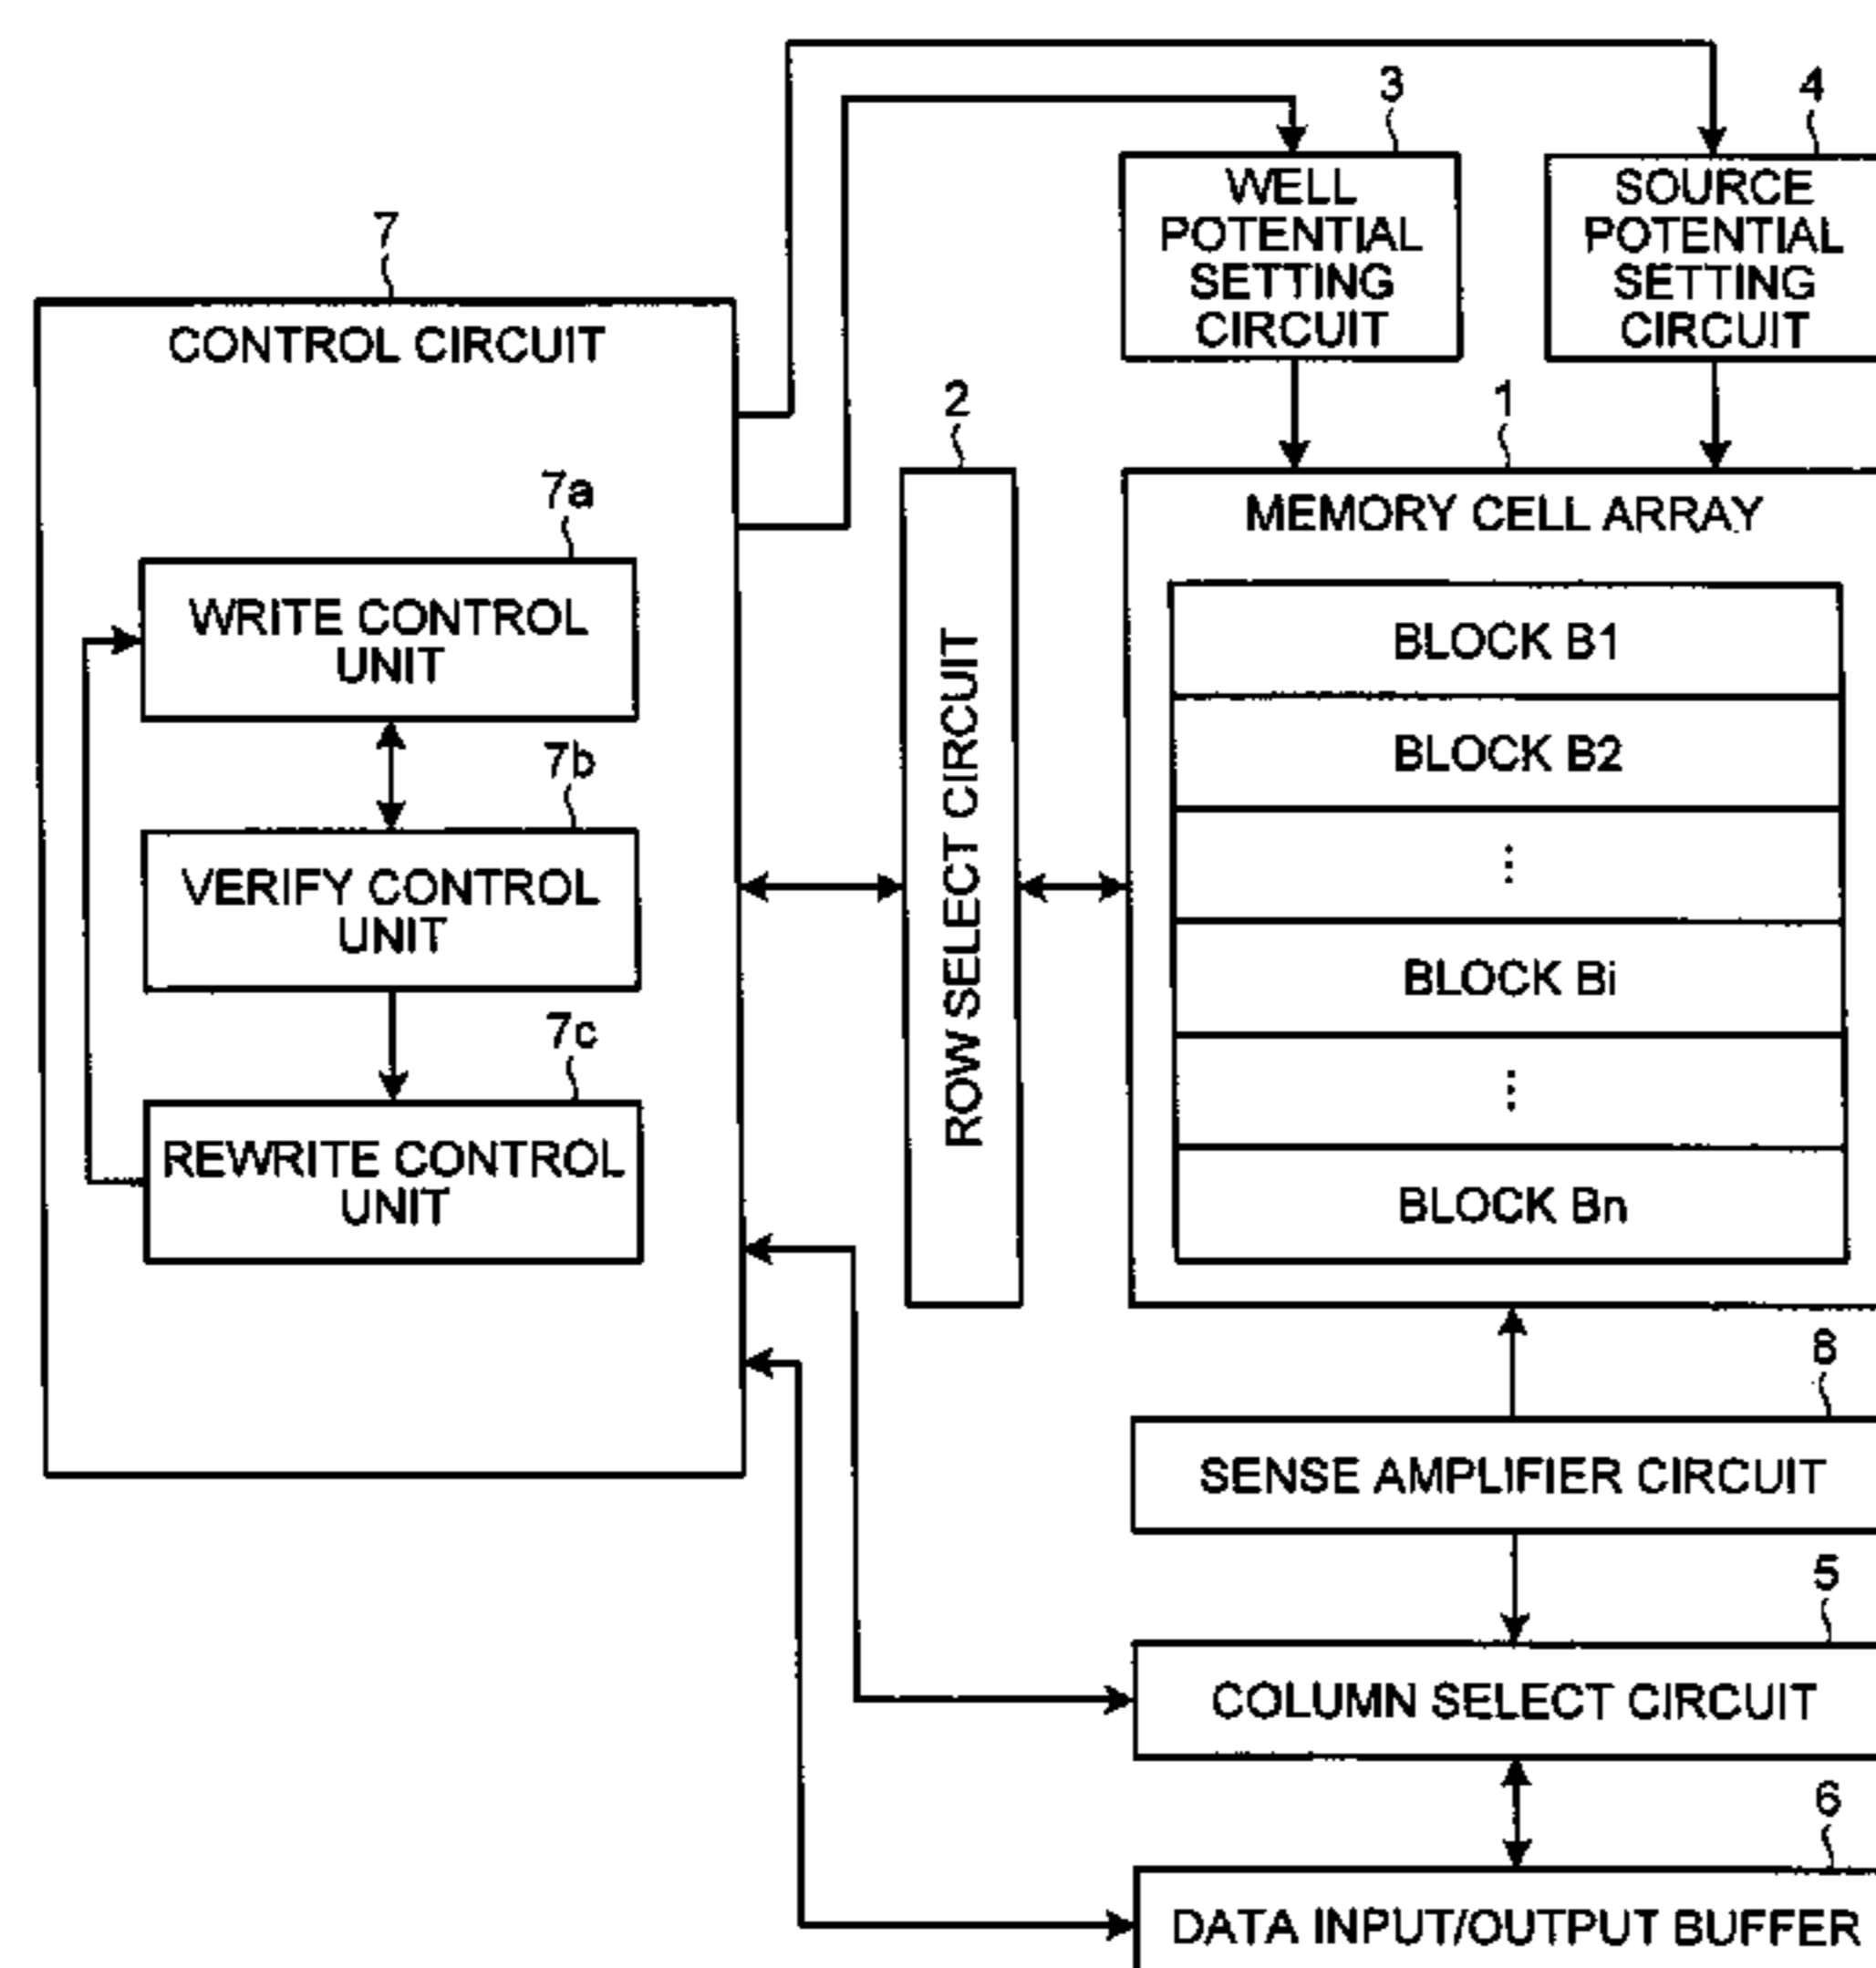 3
4
WELL
POTENTIAL
SETTING
CIRCUIT
SOURCE
POTENTIAL
SETTING
CIRCUIT
7
CONTROL CIRCUIT
7a
WRITE CONTROL
UNIT
7b
VERIFY CONTROL
UNIT
7c
REWRITE CONTROL
UNIT
2
ROW SELECT CIRCUIT
1
MEMORY CELL ARRAY
BLOCK B1
BLOCK B2
⋮
BLOCK Bi
⋮
BLOCK Bn
8
SENSE AMPLIFIER CIRCUIT
5
COLUMN SELECT CIRCUIT
6
DATA INPUT/OUTPUT BUFFER